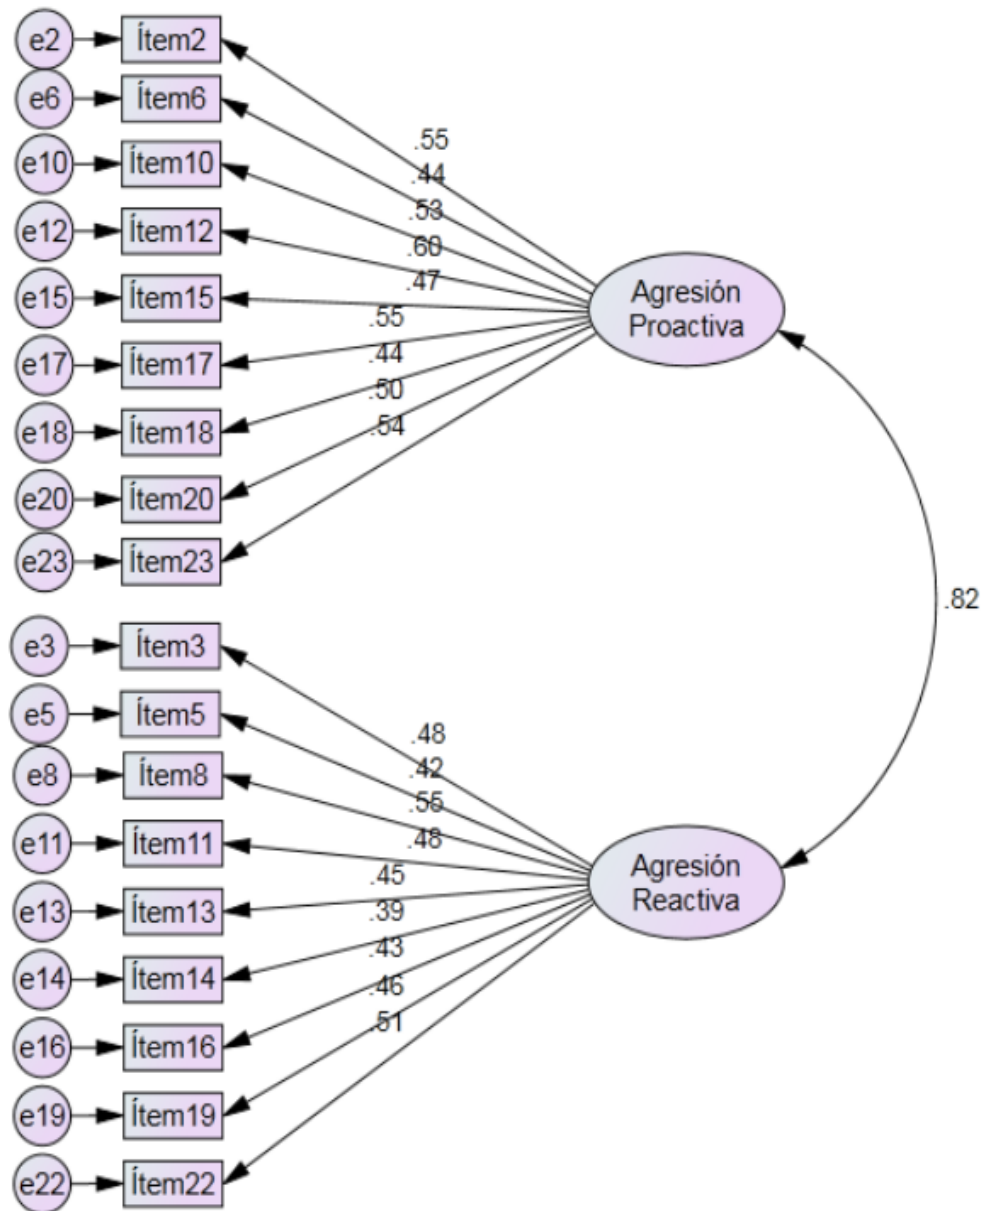 e2 Ítem2
e6 Ítem6
e10 Ítem10
e12 Ítem12
e15 Ítem15
e17 Ítem17
e18 Ítem18
e20 Ítem20
e23 Ítem23
.55
.44
.53
.60
.47
.55
.44
.50
.54
Agresión
Proactiva
.82
e3 Ítem3
e5 Ítem5
e8 Ítem8
e11 Ítem11
e13 Ítem13
e14 Ítem14
e16 Ítem16
e19 Ítem19
e22 Ítem22
.48
.42
.55
.48
.45
.39
.43
.46
.51
Agresión
Reactiva